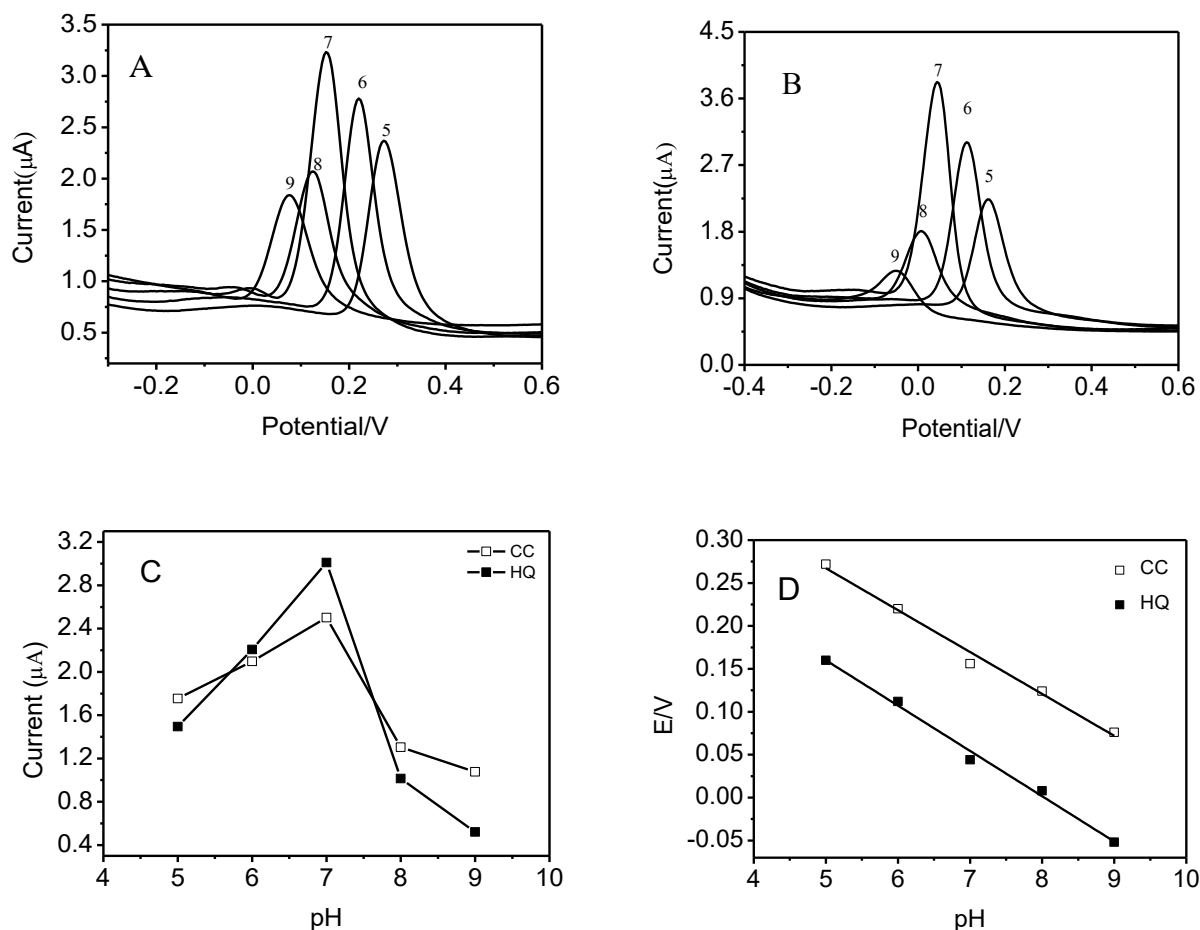 A
3.5
3.0
2.5
2.0
1.5
1.0
0.5
Current(μA)
7
6
5
8
9
-0.2 0.0 0.2 0.4 0.6
Potential/V
B
4.5
3.6
2.7
1.8
0.9
0.0
Current(μA)
7
6
5
8
9
-0.4 -0.2 0.0 0.2 0.4 0.6
Potential/V
C
3.2
2.8
2.4
2.0
1.6
1.2
0.8
0.4
Current (μA)
CC
HQ
4 5 6 7 8 9 10
pH
D
0.30
0.25
0.20
0.15
0.10
0.05
0.00
-0.05
E/V
CC
HQ
4 5 6 7 8 9 10
pH